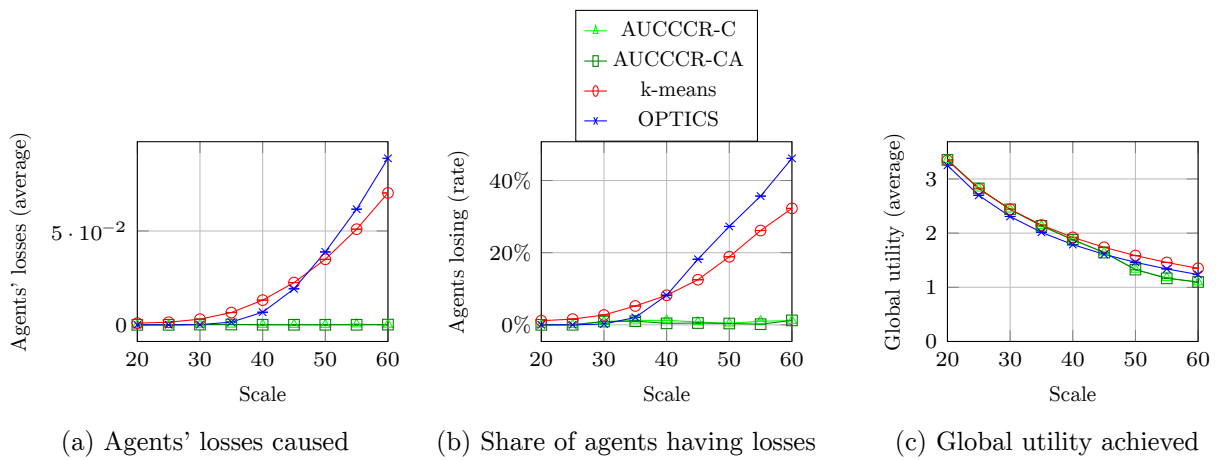 AUCCCR-C
AUCCCR-CA
k-means
OPTICS
Agents' losses (average)
5 · 10⁻²
0
20 30 40 50 60
Scale
(a) Agents' losses caused
Agents losing (rate)
40%
20%
0%
20 30 40 50 60
Scale
(b) Share of agents having losses
Global utility (average)
3
2
1
0
20 30 40 50 60
Scale
(c) Global utility achieved